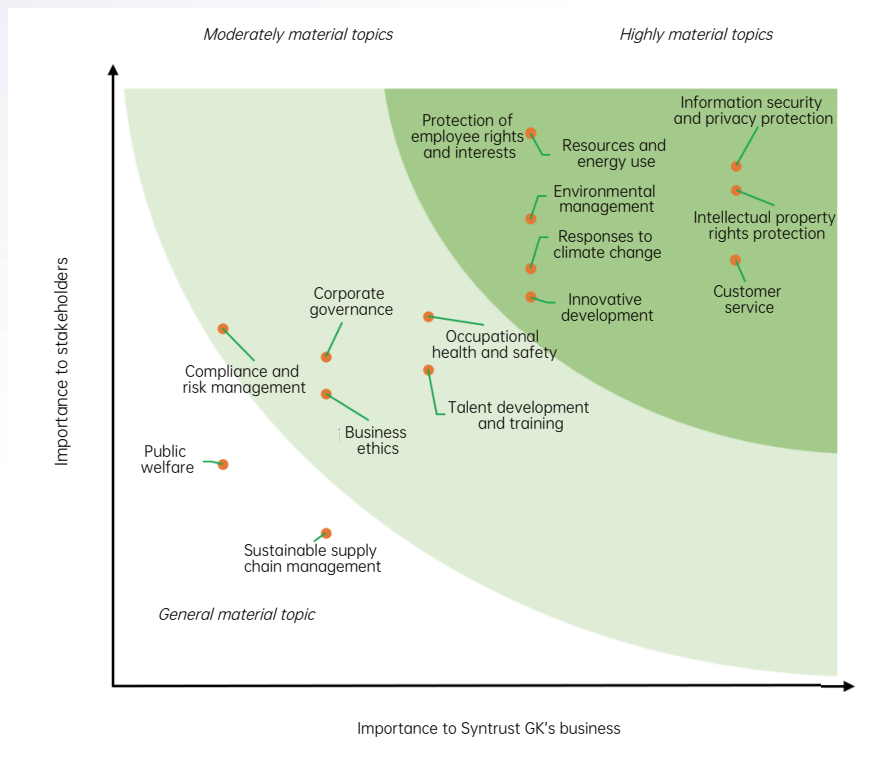 Moderately material topics
Highly material topics
Information security
and privacy protection
Protection of
employee rights
and interests
Resources and
energy use
Environmental
management
Intellectual property
rights protection
Responses to
climate change
Customer
service
Innovative
development
Corporate
governance
Occupational
health and safety
Compliance and
risk management
Talent development
and training
Business
ethics
Public
welfare
Sustainable supply
chain management
General material topic
Importance to stakeholders
Importance to Syntrust GK's business